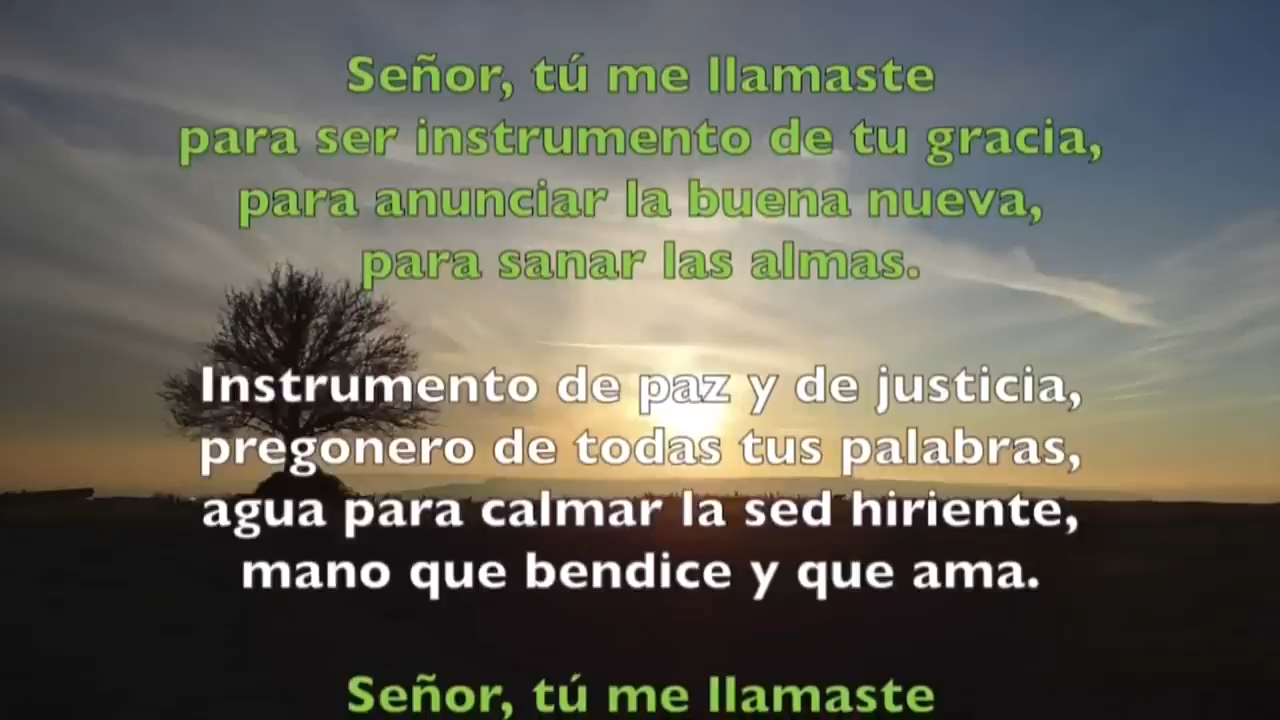 Señor, tú me llamaste
para ser instrumento de tu gracia,
para anunciar la buena nueva,
para sanar las almas.
Instrumento de paz y de justicia,
pregonero de todas tus palabras,
agua para calmar la sed hiriente,
mano que bendice y que ama.
Señor, tú me llamaste